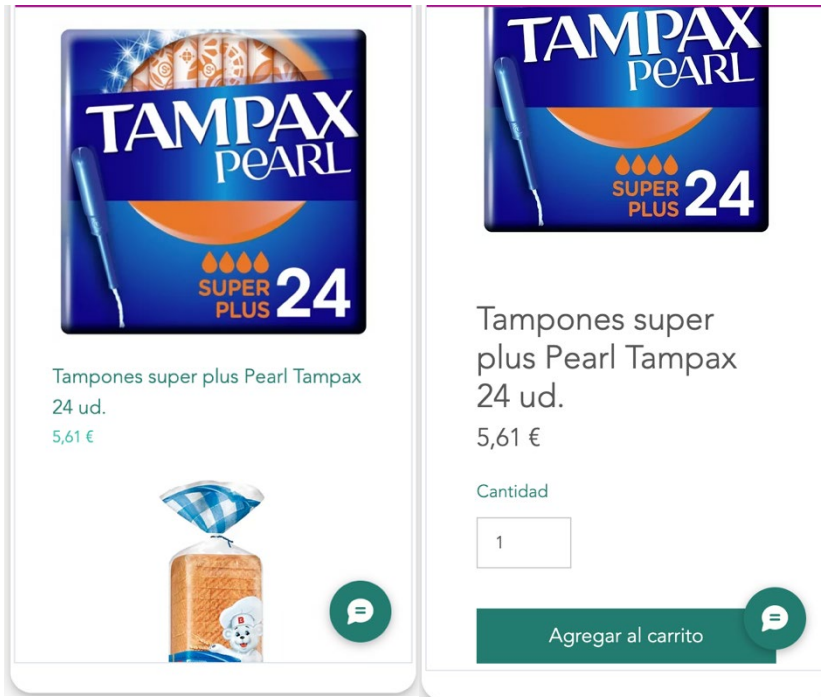 TAMPAX
PEARL
SUPER
PLUS
24
Tampones super plus Pearl Tampax
24 ud.
5,61 €
B
TAMPAX
PEARL
SUPER
PLUS
24
Tampones super
plus Pearl Tampax
24 ud.
5,61 €
Cantidad
1
Agregar al carrito